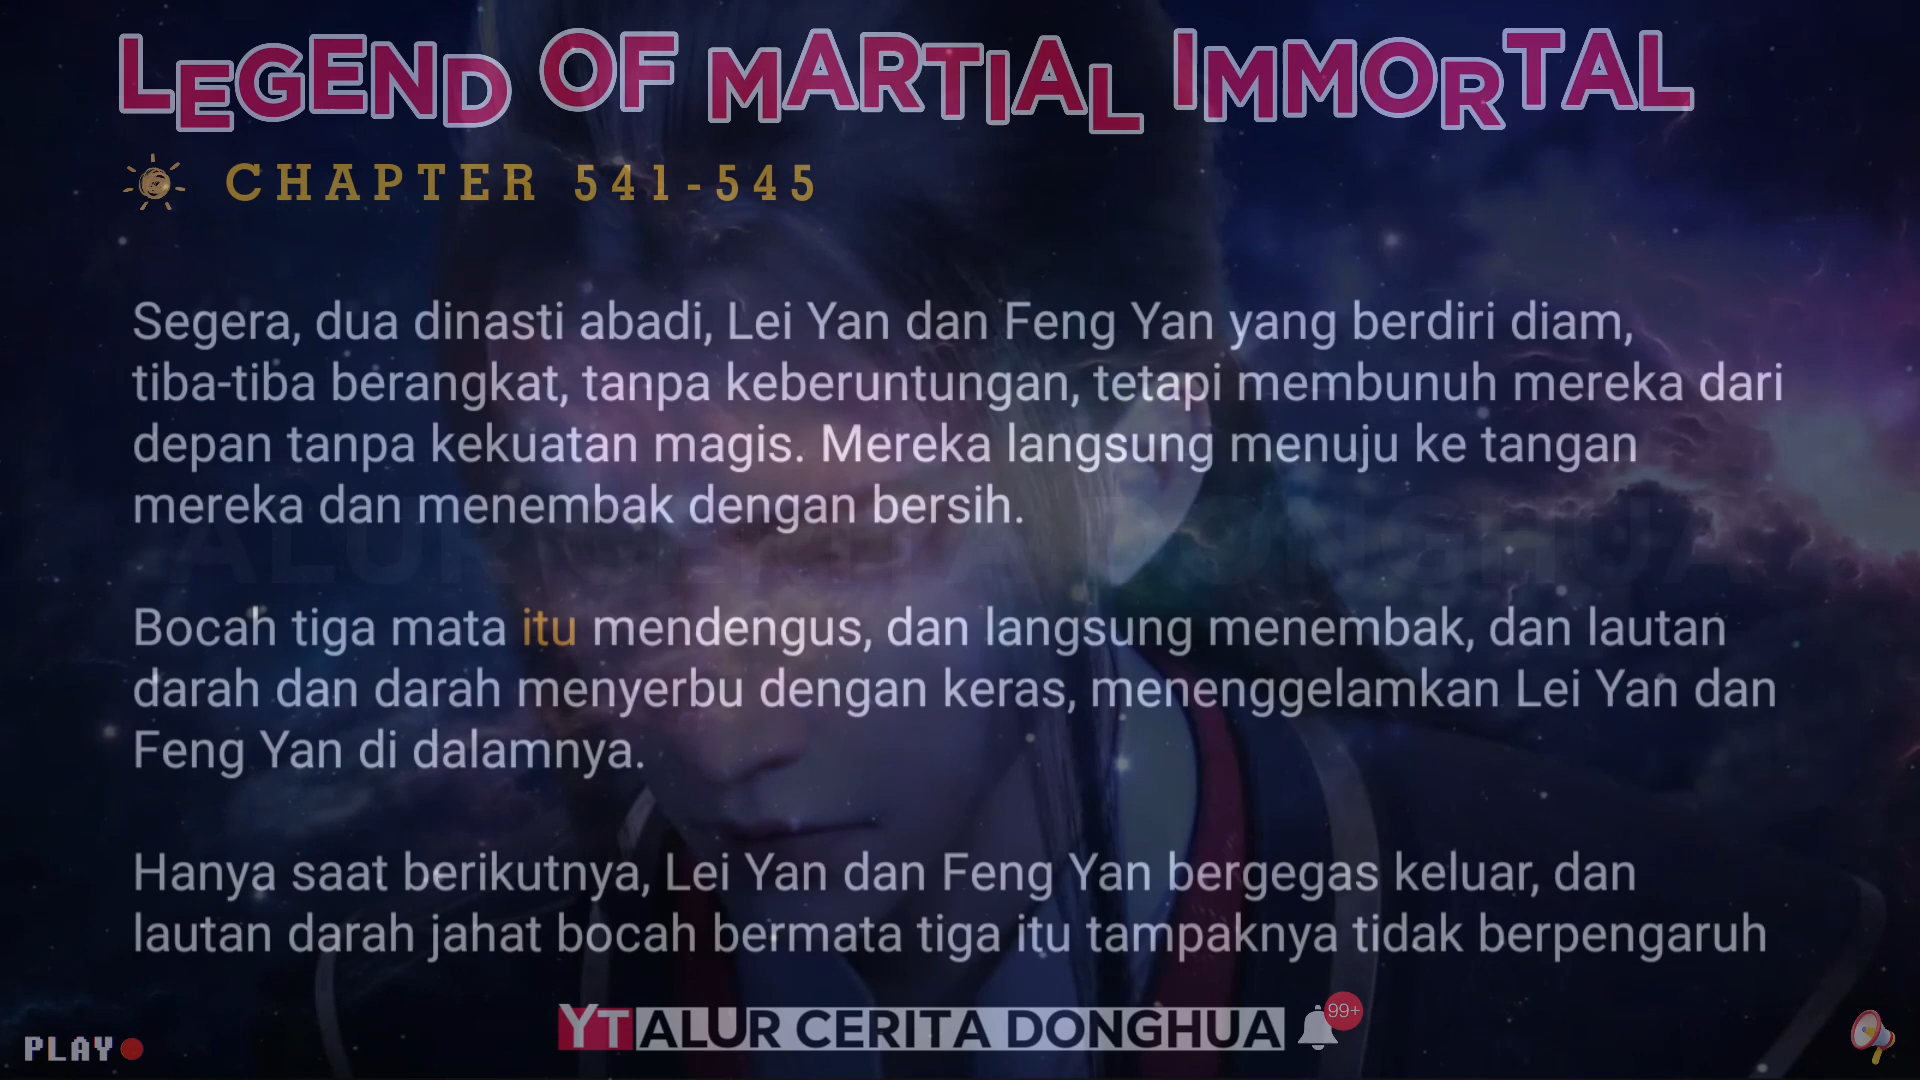 LEGEND OF MARTIAL IMMORTAL
CHAPTER 541-545
Segera, dua dinasti abadi, Lei Yan dan Feng Yan yang berdiri diam,
tiba-tiba berangkat, tanpa keberuntungan, tetapi membunuh mereka dari
depan tanpa kekuatan magis. Mereka langsung menuju ke tangan
mereka dan menembak dengan bersih.
ALUR CERITA DONGHUA
Bocah tiga mata itu mendengus, dan langsung menembak, dan lautan
darah dan darah menyerbu dengan keras, menenggelamkan Lei Yan dan
Feng Yan di dalamnya.
Hanya saat berikutnya, Lei Yan dan Feng Yan bergegas keluar, dan
lautan darah jahat bocah bermata tiga itu tampaknya tidak berpengaruh
YT ALUR CERITA DONGHUA
99+
PLAY